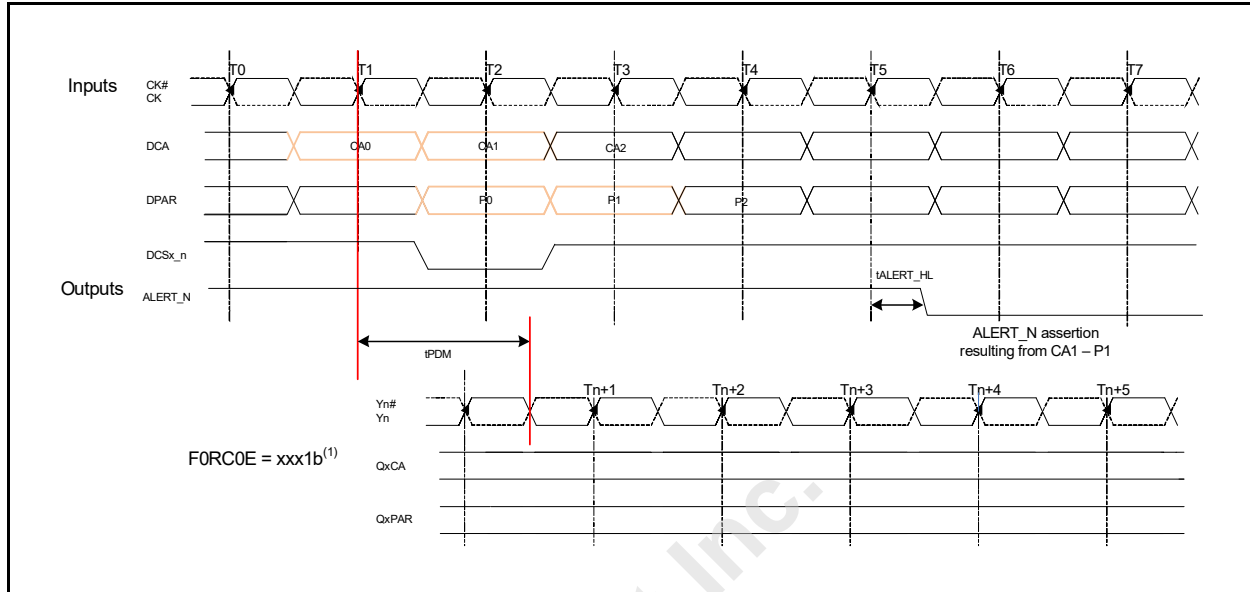 T0 T1 T2 T3 T4 T5 T6 T7
Inputs
CK#
CK
DCA CA0 CA1 CA2
DPAR P0 P1 P2
DCSx_n
Outputs
ALERT_N
tALERT_HL
ALERT_N assertion
resulting from CA1 – P1
tPDM
Tn+1 Tn+2 Tn+3 Tn+4 Tn+5
Yn#
Yn
F0RC0E = xxx1b(1)
QxCA
QxPAR
Inc.